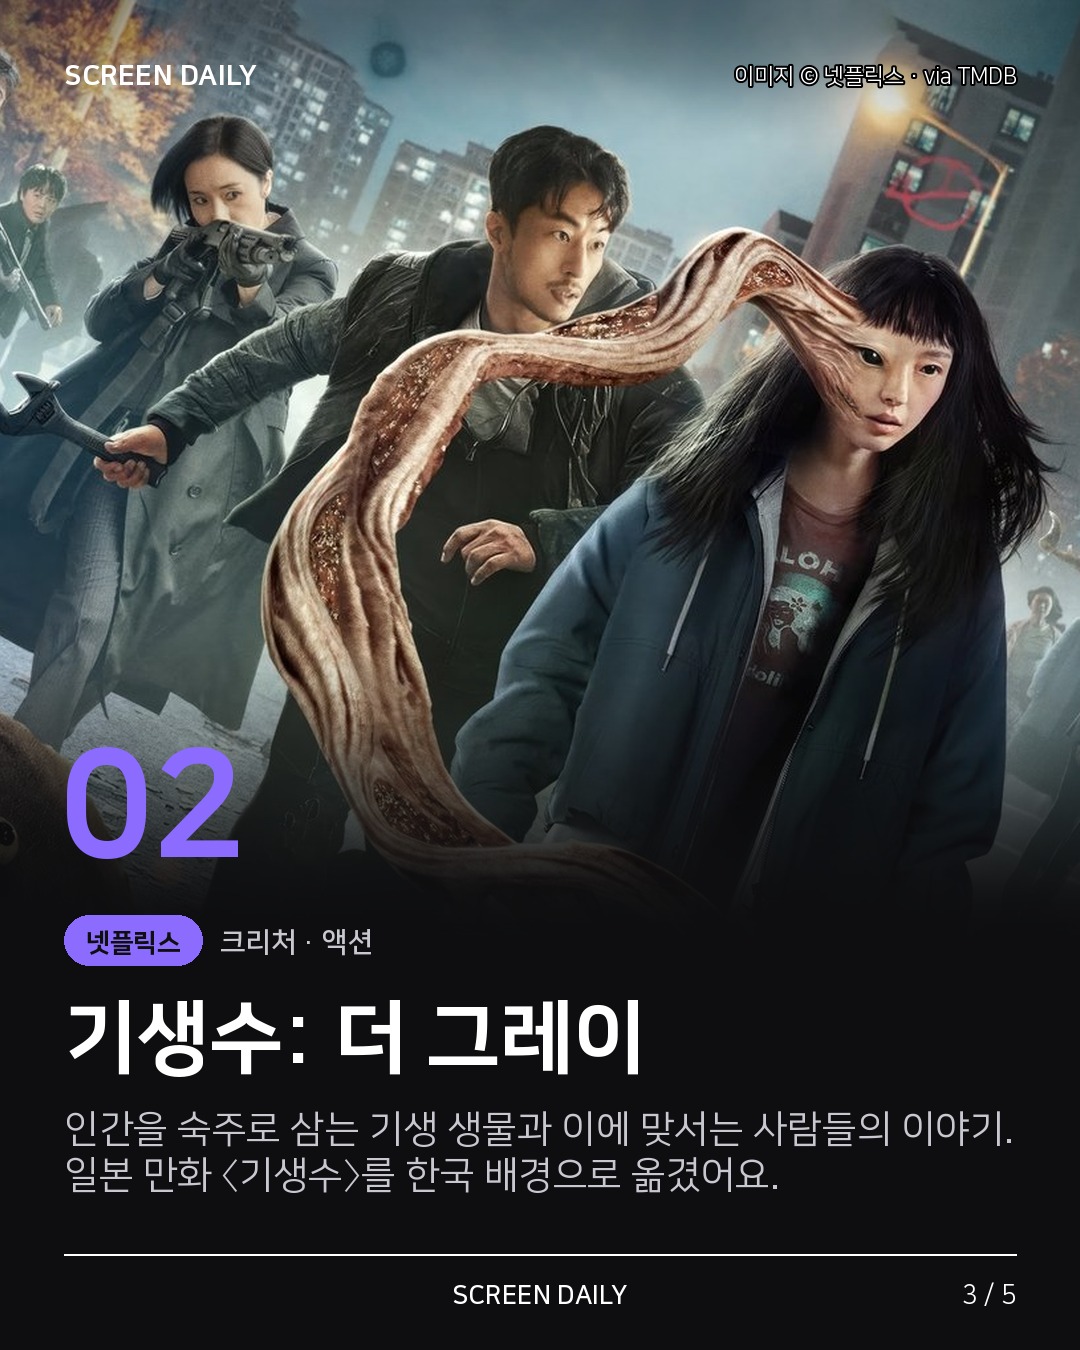 SCREEN DAILY
이미지 © 넷플릭스 · via TMDB
02
넷플릭스 크리처 · 액션
기생수: 더 그레이
인간을 숙주로 삼는 기생 생물과 이에 맞서는 사람들의 이야기.
일본 만화 〈기생수〉를 한국 배경으로 옮겼어요.
SCREEN DAILY 3 / 5